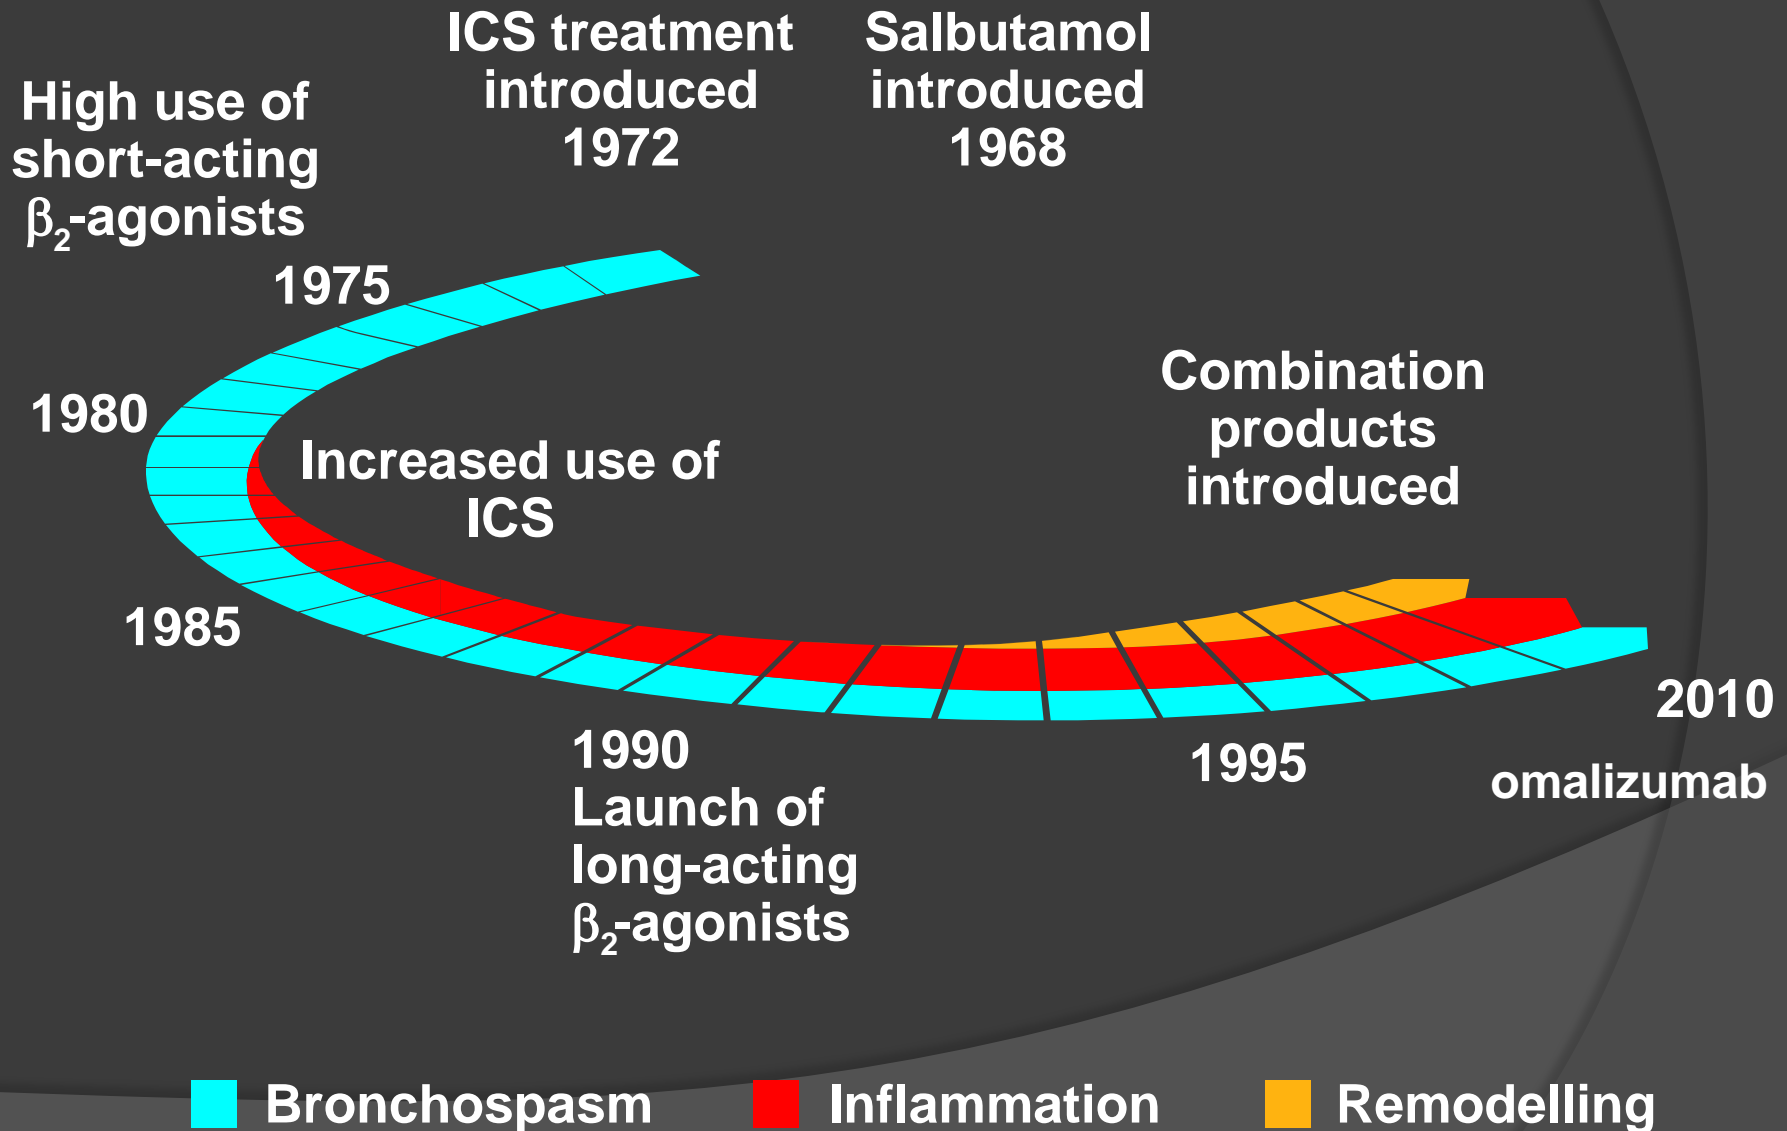 ICS treatment
introduced
1972
Salbutamol
introduced
1968
High use of
short-acting
β₂-agonists
1975
1980
Increased use of
ICS
Combination
products
introduced
1985
1990
Launch of
long-acting
β₂-agonists
1995
2010
omalizumab
Bronchospasm
Inflammation
Remodelling